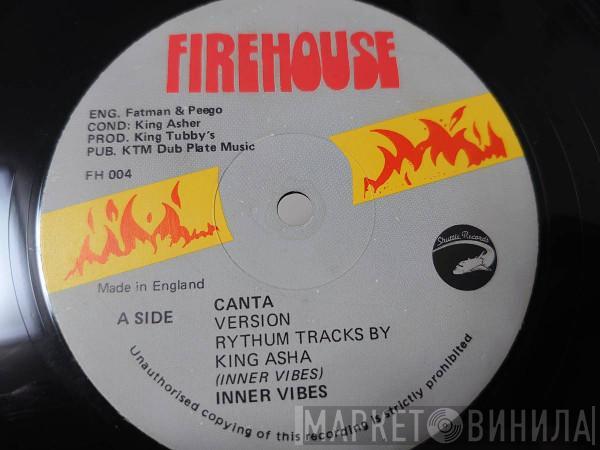 FIREHOUSE
ENG. Fatman & Peego
COND: King Asher
PROD. King Tubby's
PUB. KTM Dub Plate Music
FH 004
Shuttle Records
Made in England
A SIDE
CANTA
VERSION
RYTHUM TRACKS BY
KING ASHA
(INNER VIBES)
INNER VIBES
Unauthorised copying of this recording is strictly prohibited
МАРКЕТ ВИНИЛА